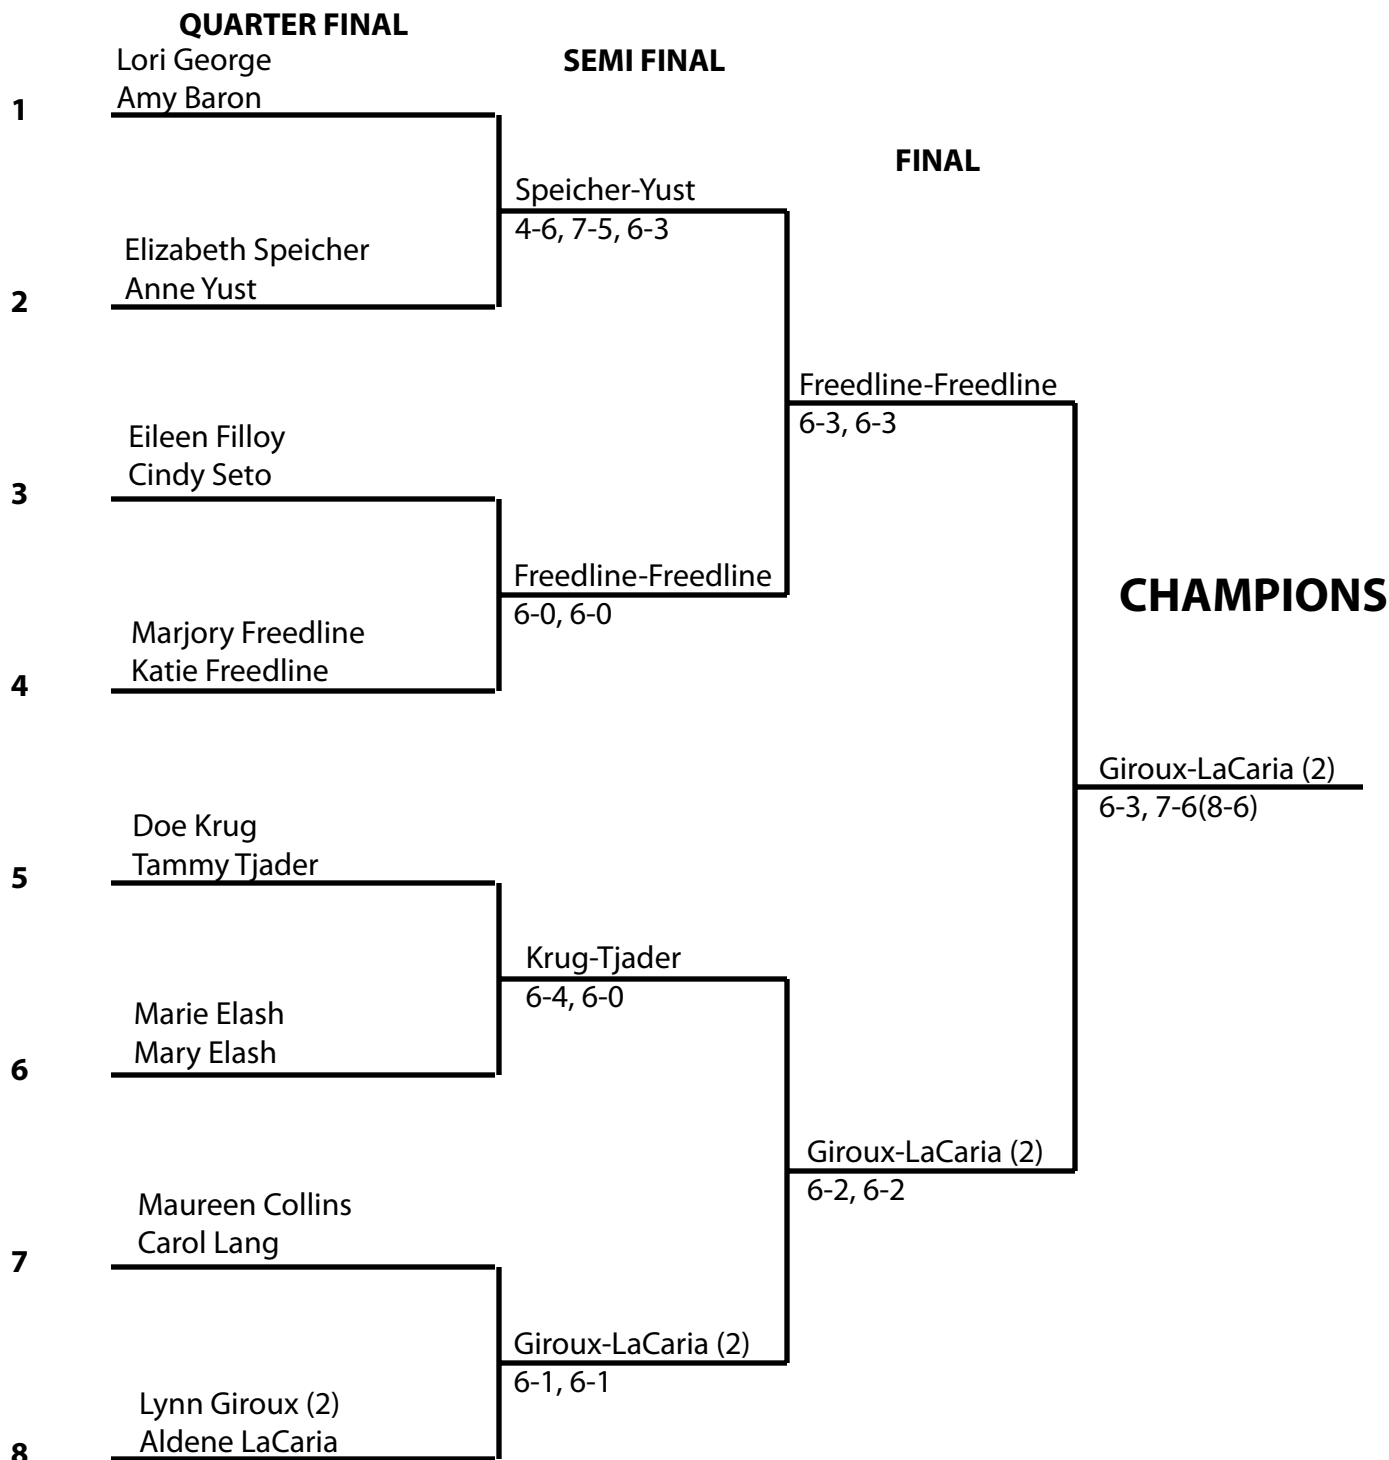 QUARTER FINAL
SEMI FINAL
FINAL
CHAMPIONS
1
Lori George
Amy Baron
2
Elizabeth Speicher
Anne Yust
3
Eileen Filloy
Cindy Seto
4
Marjory Freedline
Katie Freedline
5
Doe Krug
Tammy Tjader
6
Marie Elash
Mary Elash
7
Maureen Collins
Carol Lang
8
Lynn Giroux (2)
Aldene LaCaria
Speicher-Yust
4-6, 7-5, 6-3
Freedline-Freedline
6-0, 6-0
Krug-Tjader
6-4, 6-0
Giroux-LaCaria (2)
6-1, 6-1
Freedline-Freedline
6-3, 6-3
Giroux-LaCaria (2)
6-2, 6-2
Giroux-LaCaria (2)
6-3, 7-6(8-6)